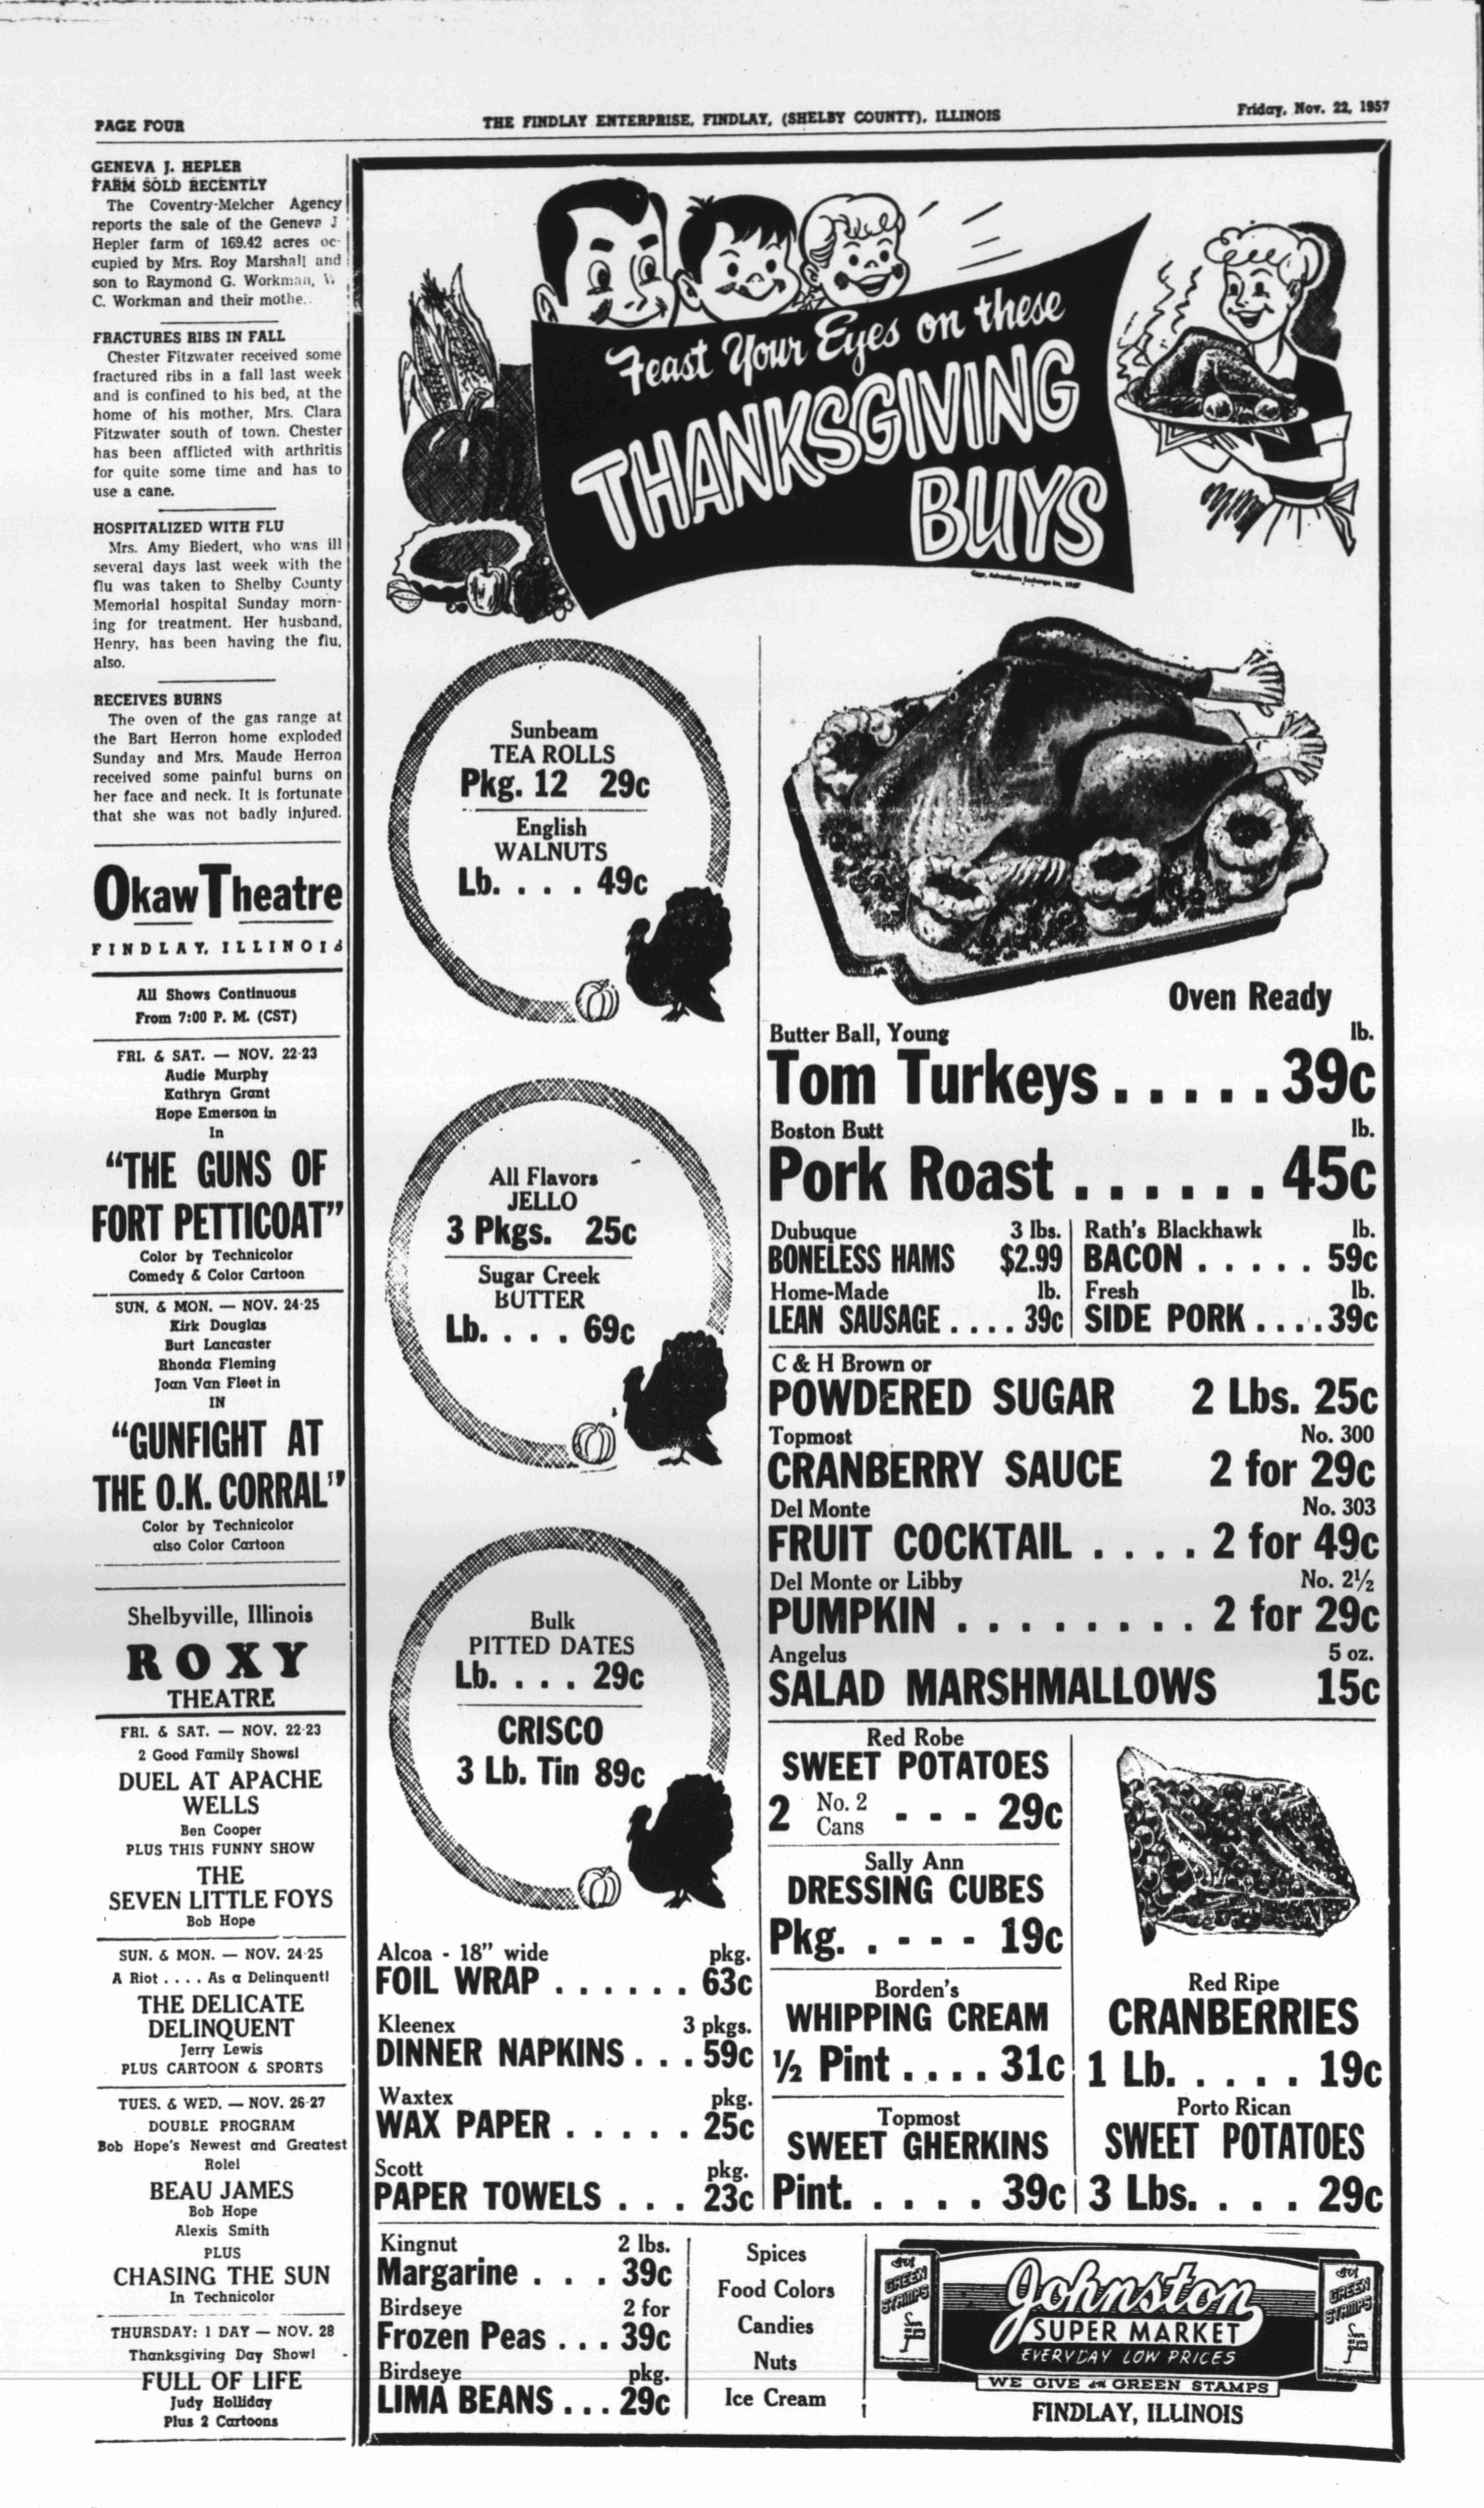 PAGE FOUR
THE FINDLAY ENTERPRISE, FINDLAY, (SHELBY COUNTY), ILLINOIS
Friday, Nov. 22, 1957
GENEVA J. HEPLER
FARM SOLD RECENTLY
The Coventry-Melcher Agency
reports the sale of the Geneva J
Hepler farm of 169.42 acres oc-
cupied by Mrs. Roy Marshall and
son to Raymond G. Workman,
C. Workman and their mothe..
FRACTURES RIBS IN FALL
Chester Fitzwater received some
fractured ribs in a fall last week
and is confined to his bed, at the
home of his mother, Mrs. Clara
Fitzwater south of town. Chester
has been afflicted with arthritis
for quite some time and has to
use a cane.
HOSPITALIZED WITH FLU
Mrs. Amy Biedert, who was ill
several days last week with the
flu was taken to Shelby County
Memorial hospital Sunday morn-
ing for treatment. Her husband,
Henry, has been having the flu,
also.
RECEIVES BURNS
The oven of the gas range at
the Bart Herron home exploded
Sunday and Mrs. Maude Herron
received some painful burns on
her face and neck. It is fortunate
that she was not badly injured.
Okaw Theatre
FINDLAY, ILLINOIS
All Shows Continuous
From 7:00 P. M. (CST)
FRI. & SAT. — NOV. 22-23
Audie Murphy
Kathryn Grant
Hope Emerson in
In
"THE GUNS OF
FORT PETTICOAT"
Color by Technicolor
Comedy & Color Cartoon
SUN. & MON. — NOV. 24-25
Kirk Douglas
Burt Lancaster
Rhonda Fleming
Joan Van Fleet in
IN
"GUNFIGHT AT
THE O.K. CORRAL"
Color by Technicolor
also Color Cartoon
Shelbyville, Illinois
ROXY
THEATRE
FRI. & SAT. — NOV. 22-23
2 Good Family Shows!
DUEL AT APACHE
WELLS
Ben Cooper
PLUS THIS FUNNY SHOW
THE
SEVEN LITTLE FOYS
Bob Hope
SUN. & MON. — NOV. 24-25
A Riot .... As a Delinquent!
THE DELICATE
DELINQUENT
Jerry Lewis
PLUS CARTOON & SPORTS
TUES. & WED. — NOV. 26-27
DOUBLE PROGRAM
Bob Hope's Newest and Greatest
Role!
BEAU JAMES
Bob Hope
Alexis Smith
PLUS
CHASING THE SUN
In Technicolor
THURSDAY: 1 DAY — NOV. 28
Thanksgiving Day Show!
FULL OF LIFE
Judy Holliday
Plus 2 Cartoons
Feast Your Eyes on these
THANKSGIVING
BUYS
Sunbeam
TEA ROLLS
Pkg. 12 29c
English
WALNUTS
Lb. . . . . 49c
All Flavors
JELLO
3 Pkgs. 25c
Sugar Creek
BUTTER
Lb. . . . . 69c
Bulk
PITTED DATES
Lb. . . . . 29c
CRISCO
3 Lb. Tin 89c
Alcoa - 18" wide pkg.
FOIL WRAP . . . . . . 63c
Kleenex 3 pkgs.
DINNER NAPKINS . . . 59c
Waxtex pkg.
WAX PAPER . . . . . 25c
Scott pkg.
PAPER TOWELS . . . 23c
Oven Ready
Butter Ball, Young lb.
Tom Turkeys . . . . . 39c
Boston Butt lb.
Pork Roast . . . . . . 45c
Dubuque 3 lbs.
BONELESS HAMS $2.99
Home-Made lb.
LEAN SAUSAGE . . . . 39c
Rath's Blackhawk lb.
BACON . . . . . 59c
Fresh lb.
SIDE PORK . . . . 39c
C & H Brown or
POWDERED SUGAR 2 Lbs. 25c
Topmost No. 300
CRANBERRY SAUCE 2 for 29c
Del Monte No. 303
FRUIT COCKTAIL . . . . 2 for 49c
Del Monte or Libby No. 2½
PUMPKIN . . . . . . . . 2 for 29c
Angelus 5 oz.
SALAD MARSHMALLOWS 15c
Red Robe
SWEET POTATOES
2 No. 2 Cans - - - 29c
Sally Ann
DRESSING CUBES
Pkg. . - - - 19c
Borden's
WHIPPING CREAM
½ Pint . . . . 31c
Topmost
SWEET GHERKINS
Pint. . . . . . 39c
Red Ripe
CRANBERRIES
1 Lb. . . . . . 19c
Porto Rican
SWEET POTATOES
3 Lbs. . . . . 29c
Kingnut 2 lbs.
Margarine . . . 39c
Birdseye 2 for
Frozen Peas . . . 39c
Birdseye pkg.
LIMA BEANS . . . 29c
Spices
Food Colors
Candies
Nuts
Ice Cream
S&H
GREEN
STAMPS
Johnston
SUPER MARKET
EVERYDAY LOW PRICES
S&H
GREEN
STAMPS
WE GIVE S&H GREEN STAMPS
FINDLAY, ILLINOIS